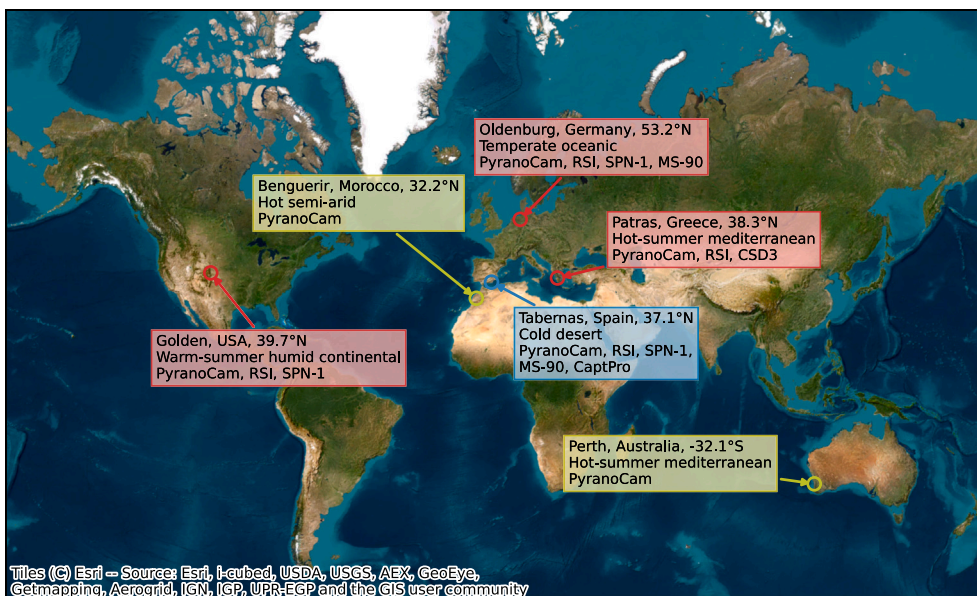 Oldenburg, Germany, 53.2°N
Temperate oceanic
PyranoCam, RSI, SPN-1, MS-90
Benguerir, Morocco, 32.2°N
Hot semi-arid
PyranoCam
Patras, Greece, 38.3°N
Hot-summer mediterranean
PyranoCam, RSI, CSD3
Tabernas, Spain, 37.1°N
Cold desert
PyranoCam, RSI, SPN-1,
MS-90, CaptPro
Golden, USA, 39.7°N
Warm-summer humid continental
PyranoCam, RSI, SPN-1
Perth, Australia, -32.1°S
Hot-summer mediterranean
PyranoCam
Tiles (C) Esri -- Source: Esri, i-cubed, USDA, USGS, AEX, GeoEye,
Getmapping, Aerogrid, IGN, IGP, UPR-EGP and the GIS user community